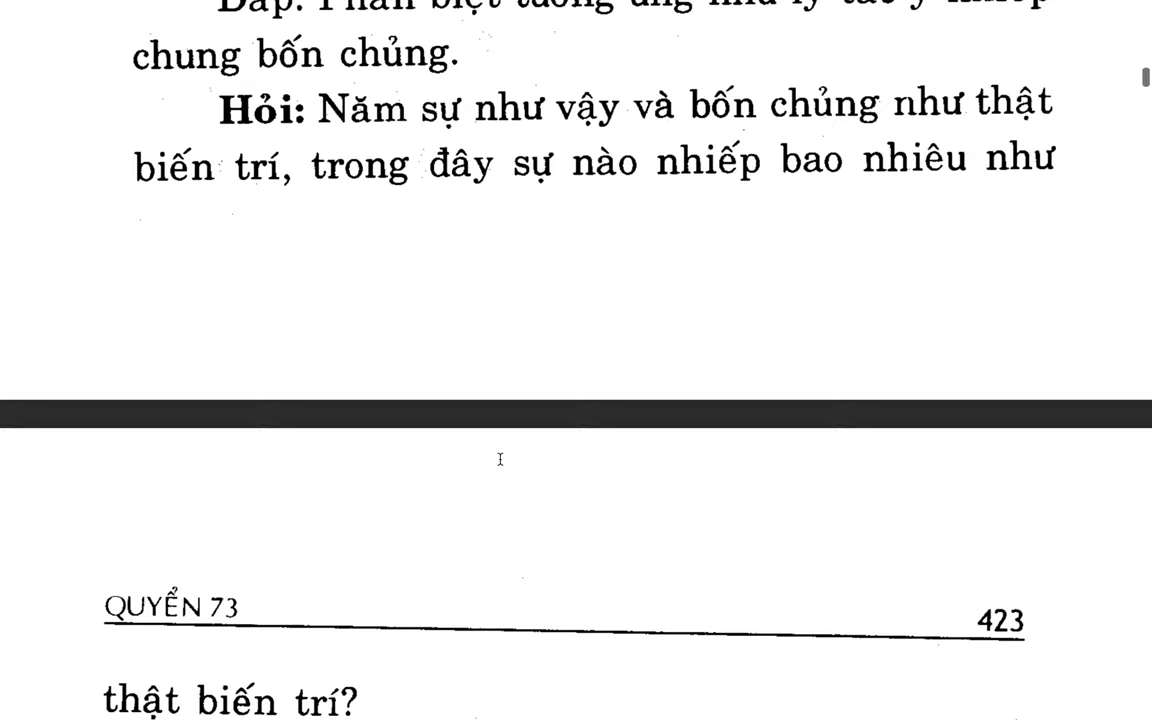 chung bốn chủng.
Hỏi: Năm sự như vậy và bốn chủng như thật
biến trí, trong đây sự nào nhiếp bao nhiêu như
QUYỂN 73
423
thật biến trí?